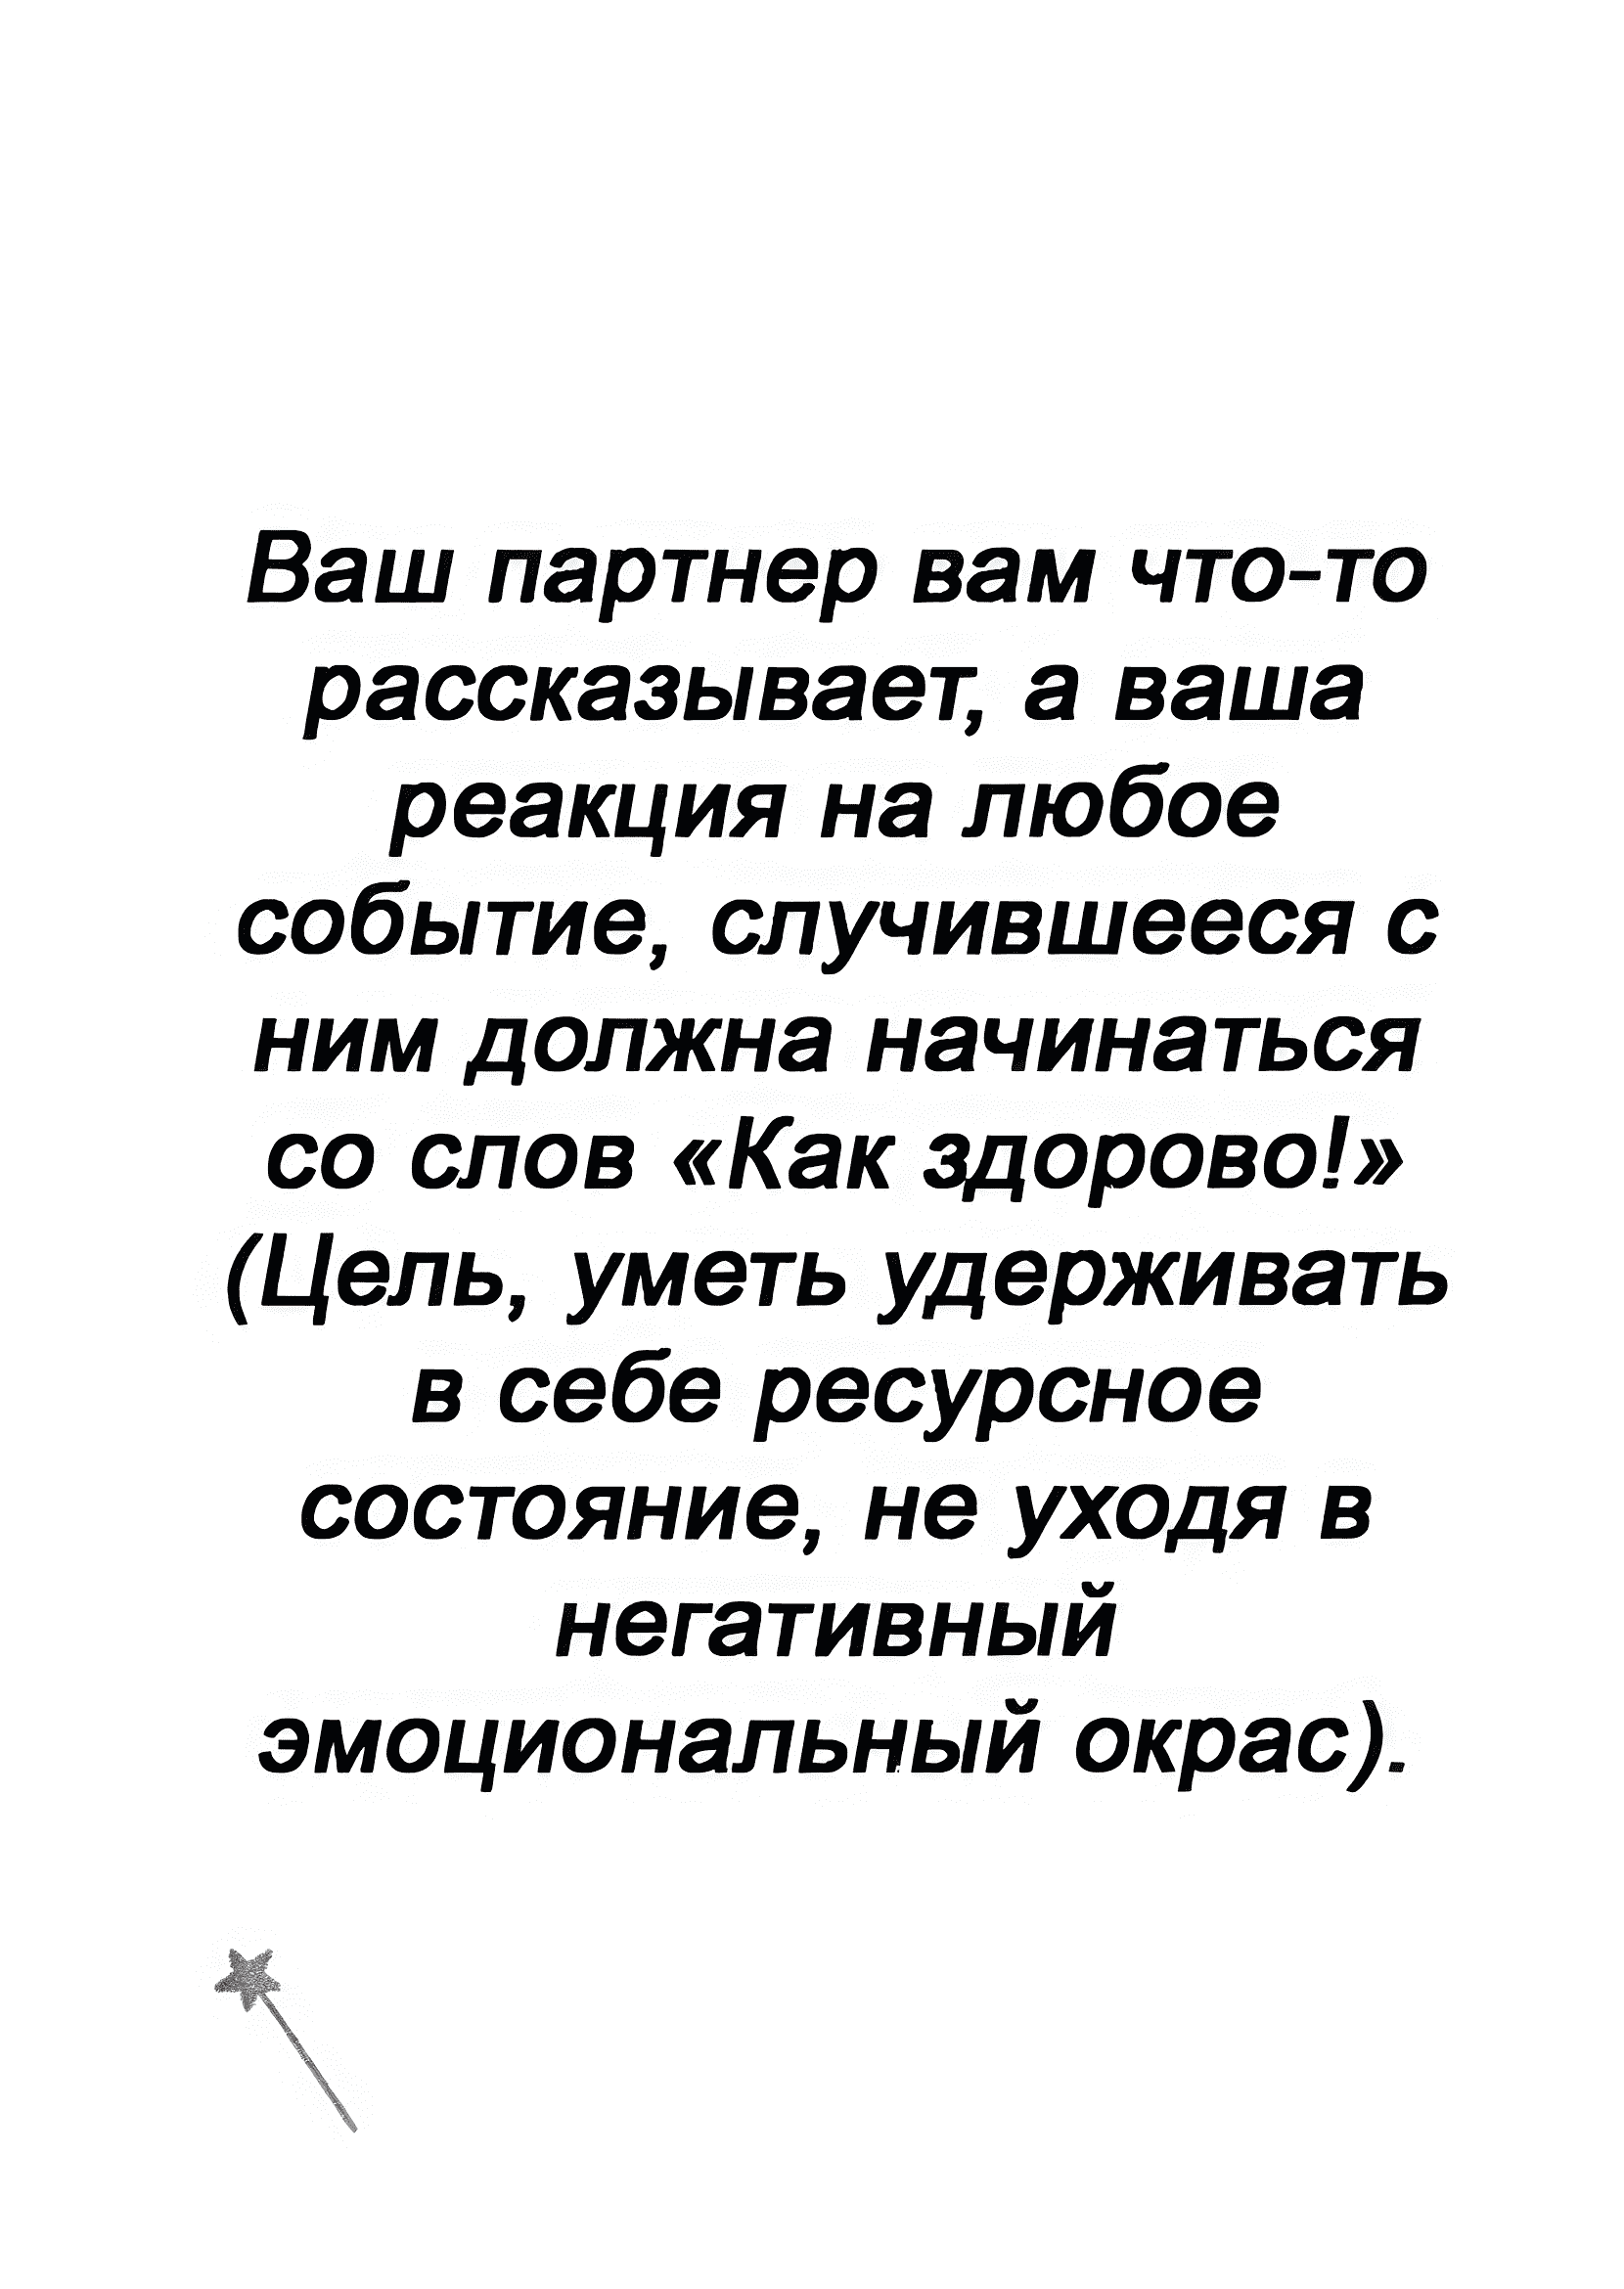 Ваш партнер вам что-то
рассказывает, а ваша
реакция на любое
событие, случившееся с
ним должна начинаться
со слов «Как здорово!»
(Цель, уметь удерживать
в себе ресурсное
состояние, не уходя в
негативный
эмоциональный окрас).